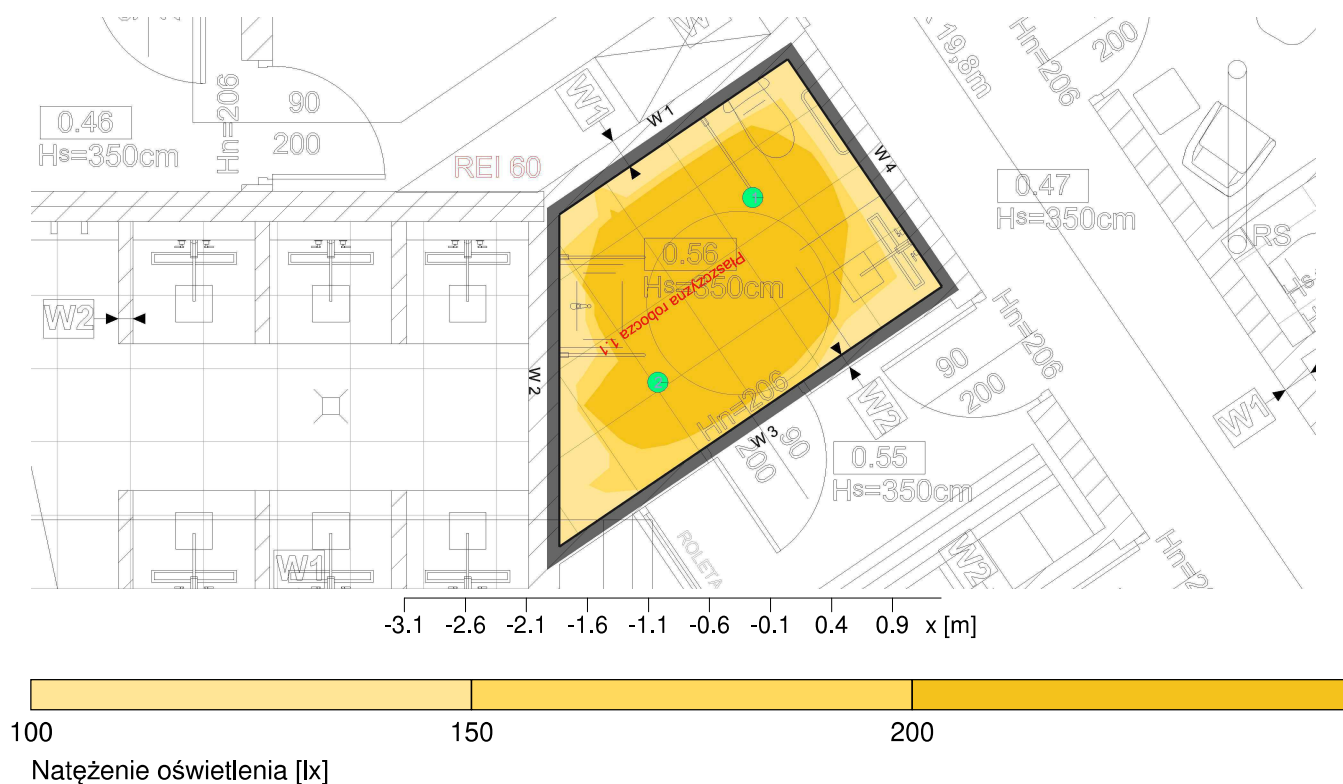 0.46
Hs=350cm
Hn=206
90
200
REI 60
W1
W 1
W 4
19,8m
Hn=206
200
0.47
Hs=350cm
RS
Hs
W2
0.56
Hs=350cm
Płaszczyzna robocza 1.1
W 2
Hn=206
W 3
90
200
W2
0.55
Hs=350cm
Hn=206
90
200
W1
W1
ROLETA
W2
-3.1 -2.6 -2.1 -1.6 -1.1 -0.6 -0.1 0.4 0.9 x [m]
100 150 200
Natężenie oświetlenia [lx]